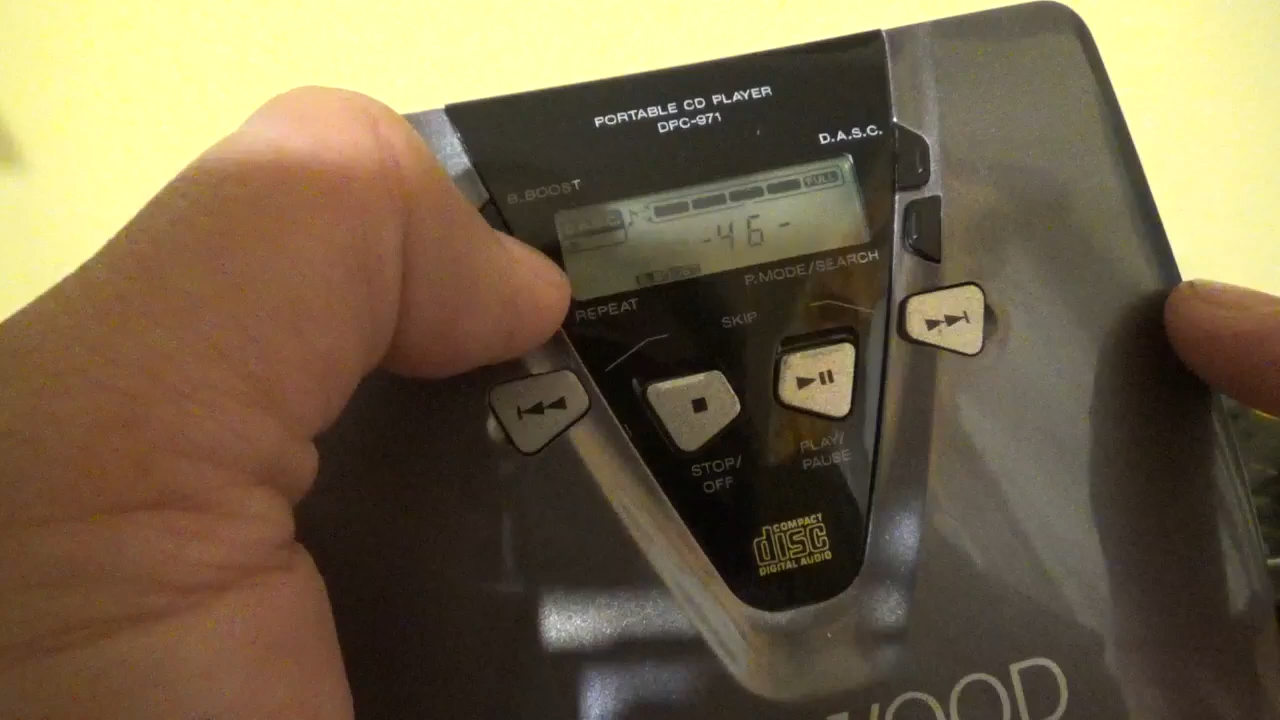 PORTABLE CD PLAYER
DPC-971
D.A.S.C.
B.BOOST
FULL
-46-
P.MODE/SEARCH
REPEAT
SKIP
STOP/
OFF
PLAY/
PAUSE
COMPACT
disc
DIGITAL AUDIO
WOOD